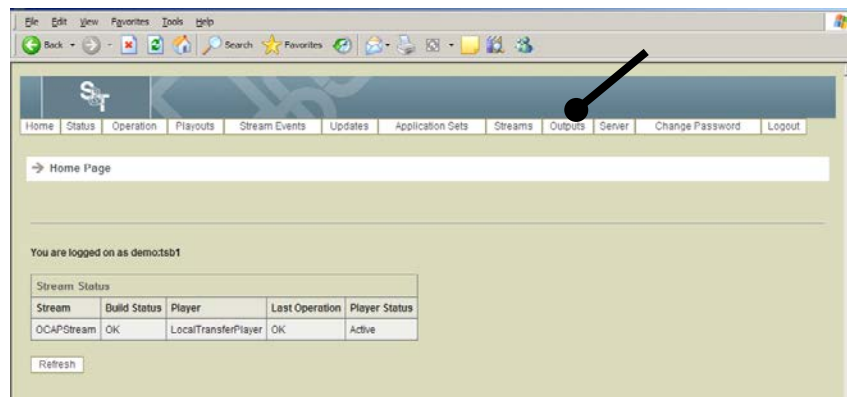 File Edit View Favorites Tools Help
Back Search Favorites
S&T
Home Status Operation Playouts Stream Events Updates Application Sets Streams Outputs Server Change Password Logout
→ Home Page
You are logged on as demo:tsb1
Stream Status
Stream Build Status Player Last Operation Player Status
OCAPStream OK LocalTransferPlayer OK Active
Refresh